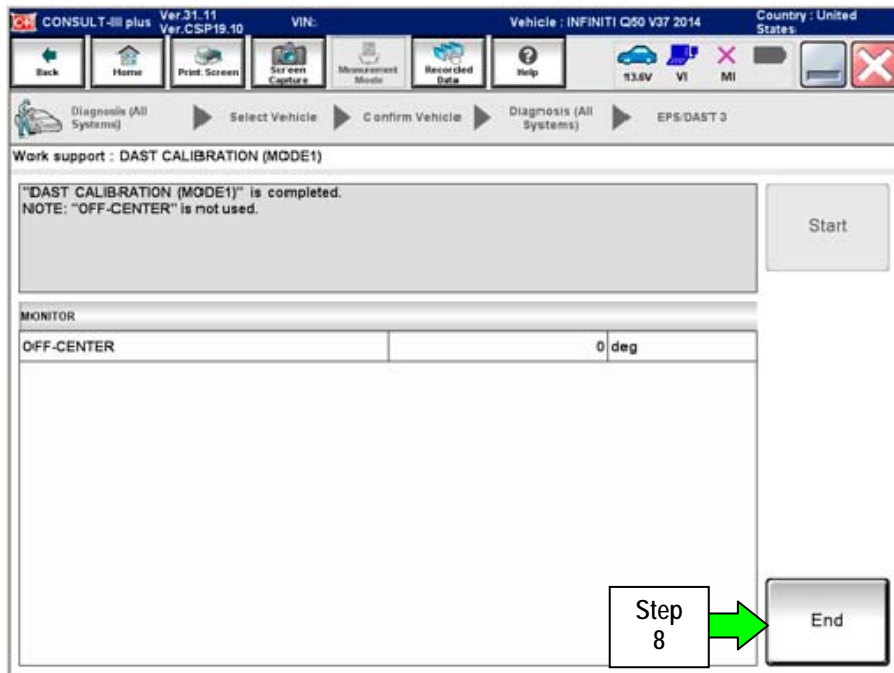 CONSULT-III plus Ver.31.11 VIN: Vehicle : INFINITI Q50 V37 2014 Country : United
Ver.CSP19.10 States
Back
Home
Print Screen
Screen Capture
Measurement Mode
Recorded Data
Help
13.6V VI MI
Diagnosis (All Systems) Select Vehicle Confirm Vehicle Diagnosis (All Systems) EPS/DAST 3
Work support : DAST CALIBRATION (MODE1)
"DAST CALIBRATION (MODE1)" is completed.
NOTE: "OFF-CENTER" is not used.
Start
MONITOR
OFF-CENTER 0 deg
Step
8
End